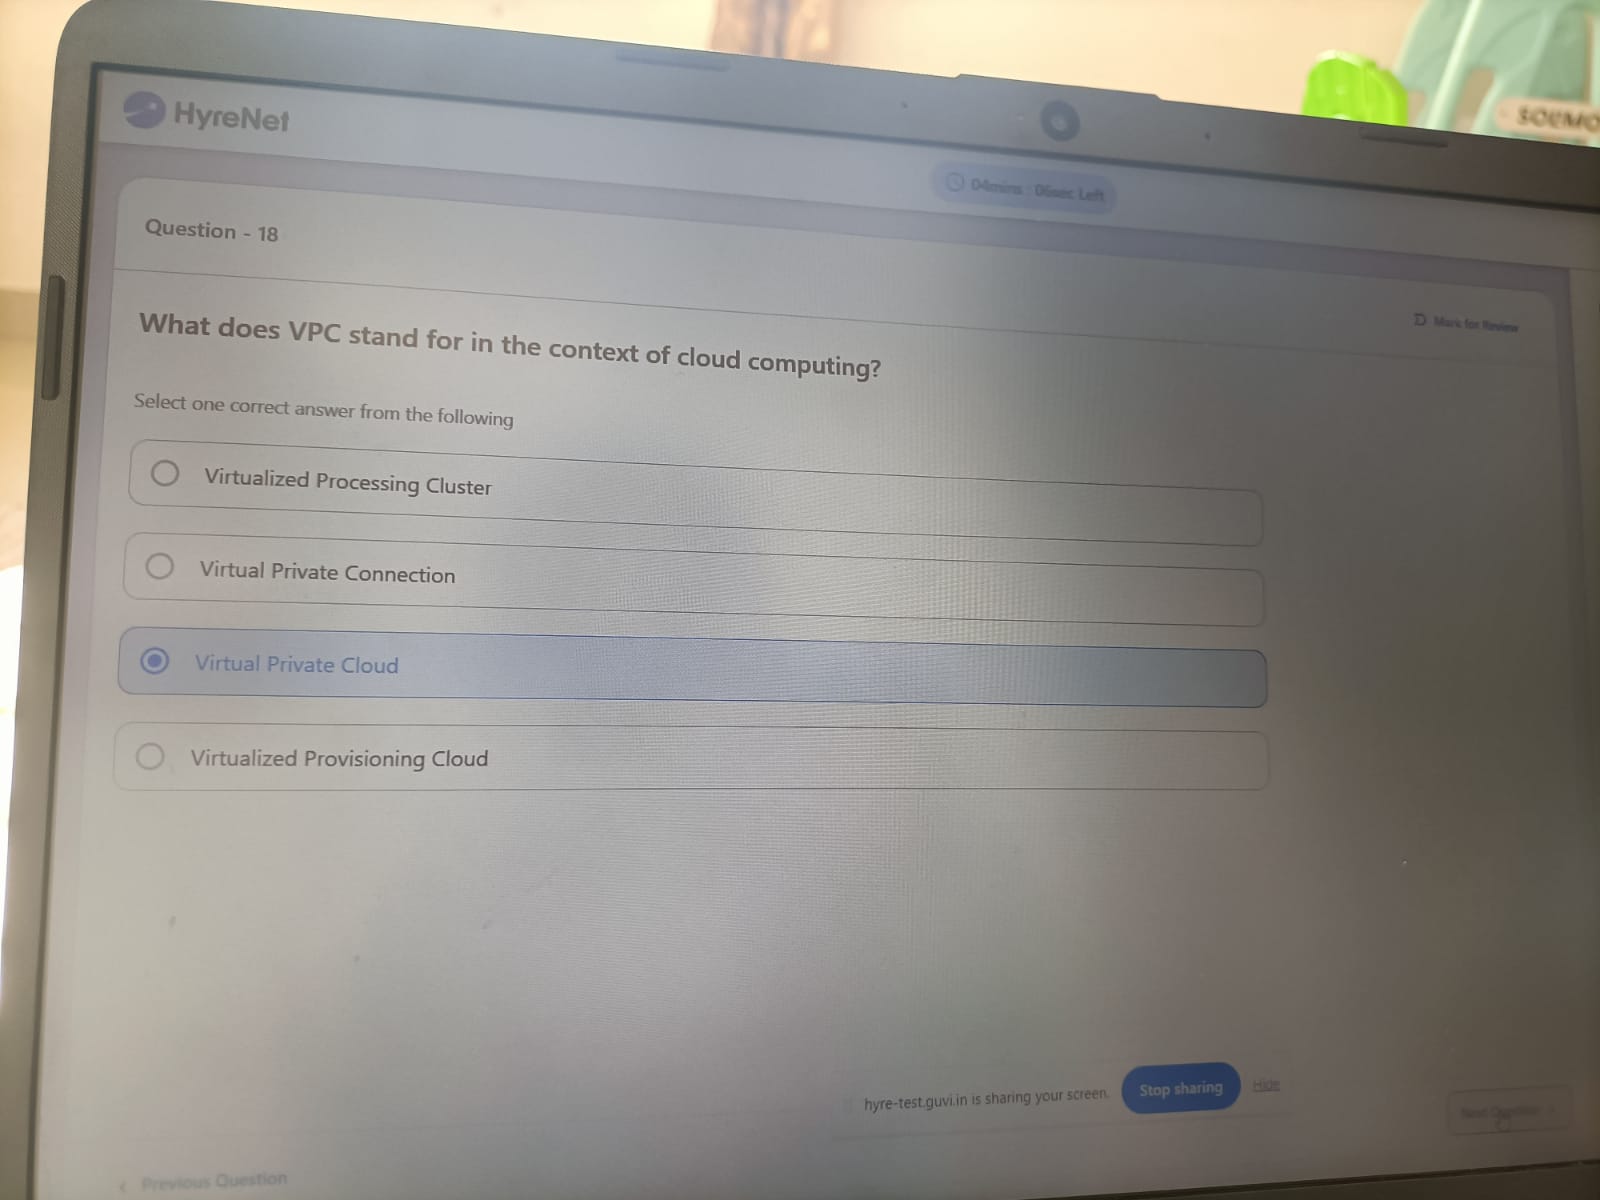 HyreNet
04mins : 06sec Left
Question - 18
Mark for Review
What does VPC stand for in the context of cloud computing?
Select one correct answer from the following
Virtualized Processing Cluster
Virtual Private Connection
Virtual Private Cloud
Virtualized Provisioning Cloud
hyre-test.guvi.in is sharing your screen.
Stop sharing
Hide
Next Question
< Previous Question